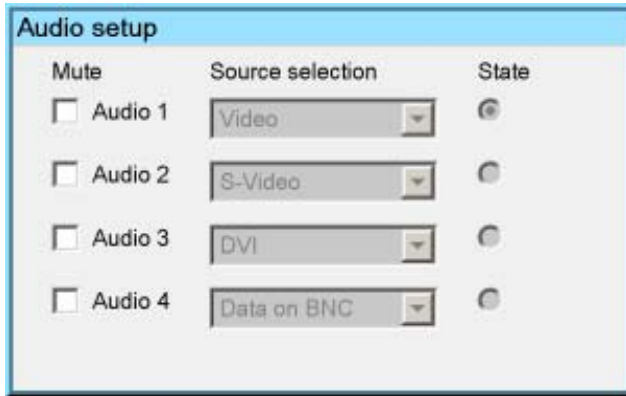 Audio setup
Mute Source selection State
Audio 1 Video
Audio 2 S-Video
Audio 3 DVI
Audio 4 Data on BNC